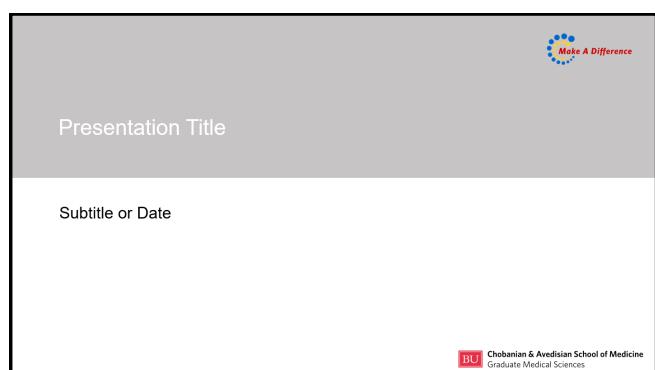 Make A Difference
Presentation Title
Subtitle or Date
BU
Chobanian & Avedisian School of Medicine
Graduate Medical Sciences